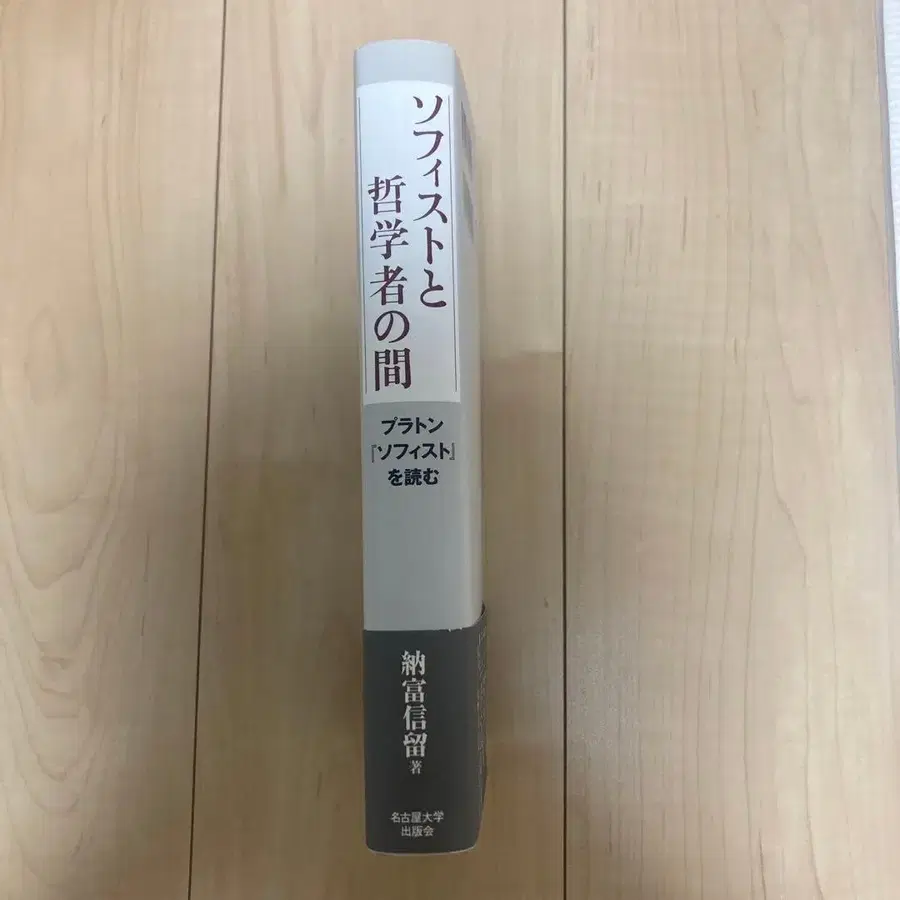 ソフィストと
哲学者の間
プラトン
『ソフィスト』
を読む
納富信留 著
名古屋大学
出版会